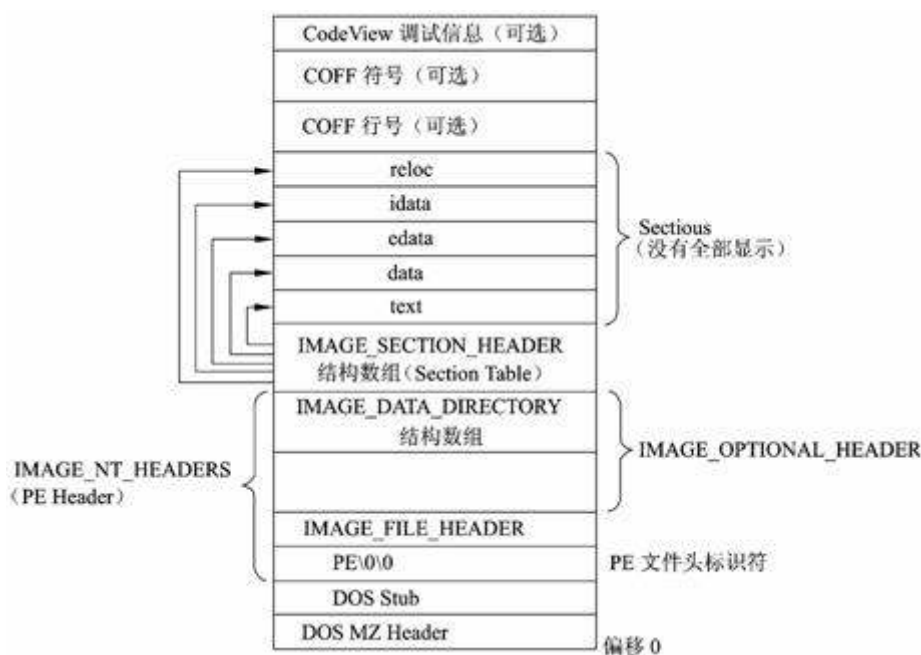 CodeView 调试信息（可选）
COFF 符号（可选）
COFF 行号（可选）
reloc
idata
edata
data
text
Sectious
（没有全部显示）
IMAGE_SECTION_HEADER
结构数组（Section Table）
IMAGE_DATA_DIRECTORY
结构数组
IMAGE_OPTIONAL_HEADER
IMAGE_NT_HEADERS
（PE Header）
IMAGE_FILE_HEADER
PE\0\0
PE 文件头标识符
DOS Stub
DOS MZ Header
偏移 0